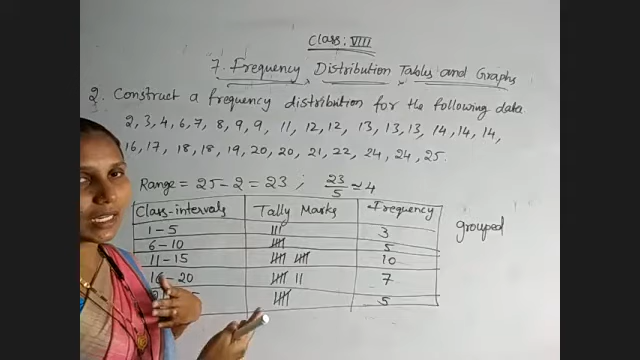 Class: VIII
7. Frequency Distribution Tables and Graphs
2. Construct a frequency distribution for the following data.
2, 3, 4, 6, 7, 8, 9, 9, 11, 12, 12, 13, 13, 13, 14, 14, 14,
16, 17, 18, 18, 19, 20, 20, 21, 22, 24, 24, 25.
Range = 25 - 2 = 23 ; 23/5 ≈ 4
Class-intervals Tally Marks Frequency
1 - 5 III 3
6 - 10 5
11 - 15 10
16 - 20 7
5
grouped